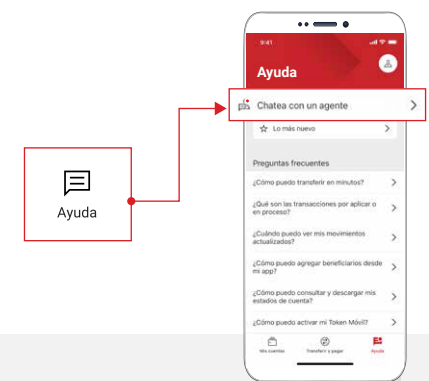 9:41
Ayuda
Chatea con un agente
Lo más nuevo
Preguntas frecuentes
¿Cómo puedo transferir en minutos?
¿Qué son las transacciones por aplicar o
en proceso?
¿Cuándo puedo ver mis movimientos
actualizados?
¿Cómo puedo agregar beneficiarios desde
mi app?
¿Cómo puedo consultar y descargar mis
estados de cuenta?
¿Cómo puedo activar mi Token Móvil?
Mis cuentas
Transferir y pagar
Ayuda
Ayuda